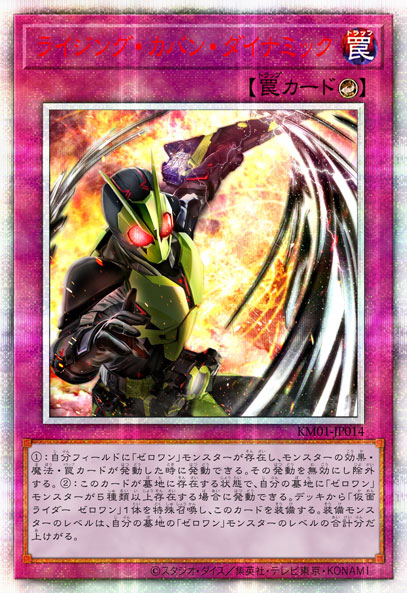 ライジング・カバン・ダイナミック
トラップ
罠
トラップ
【罠カード】
KM01-JP014
①：自分フィールドに「ゼロワン」モンスターが存在し、モンスターの効果・
魔法・罠カードが発動した時に発動できる。その発動を無効にし除外
する。②：このカードが墓地に存在する状態で、自分の墓地に「ゼロワン」
モンスターが５種類以上存在する場合に発動できる。デッキから「仮面
ライダー ゼロワン」１体を特殊召喚し、このカードを装備する。装備モンス
ターのレベルは、自分の墓地の「ゼロワン」モンスターのレベルの合計分だ
け上げる。
©スタジオ・ダイス／集英社・テレビ東京・KONAMI